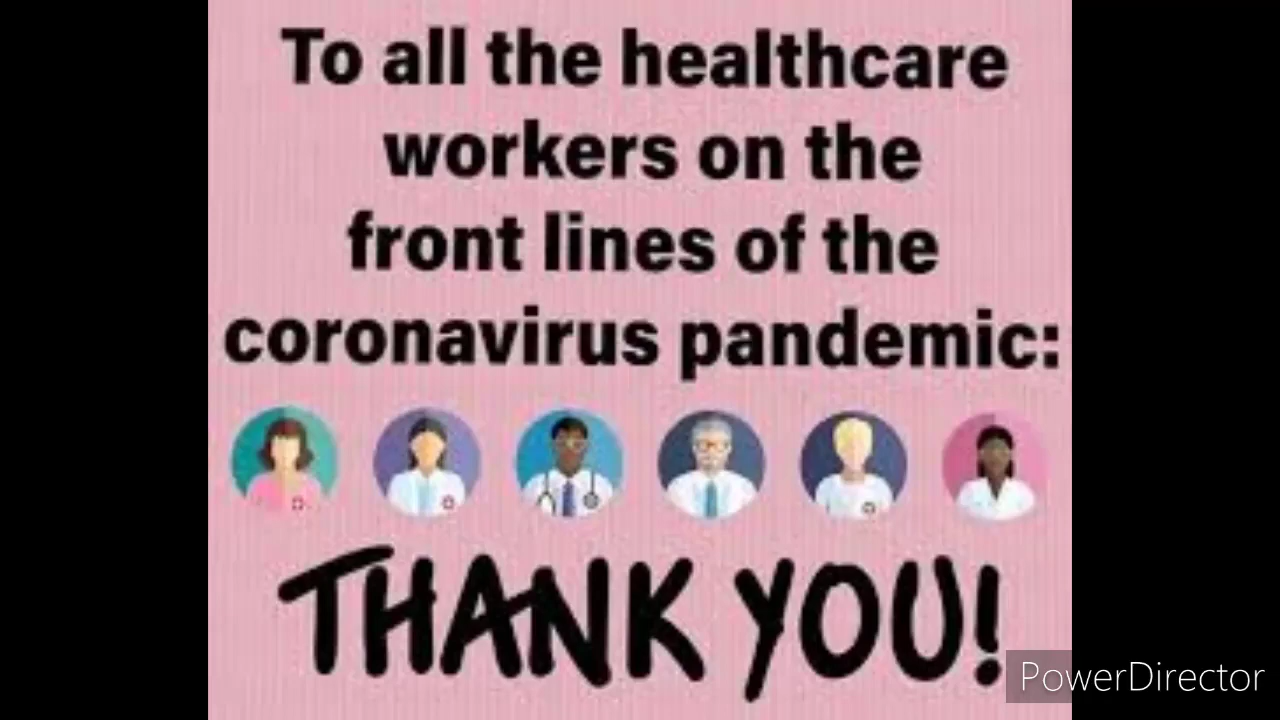 To all the healthcare
workers on the
front lines of the
coronavirus pandemic:
THANK YOU!
PowerDirector